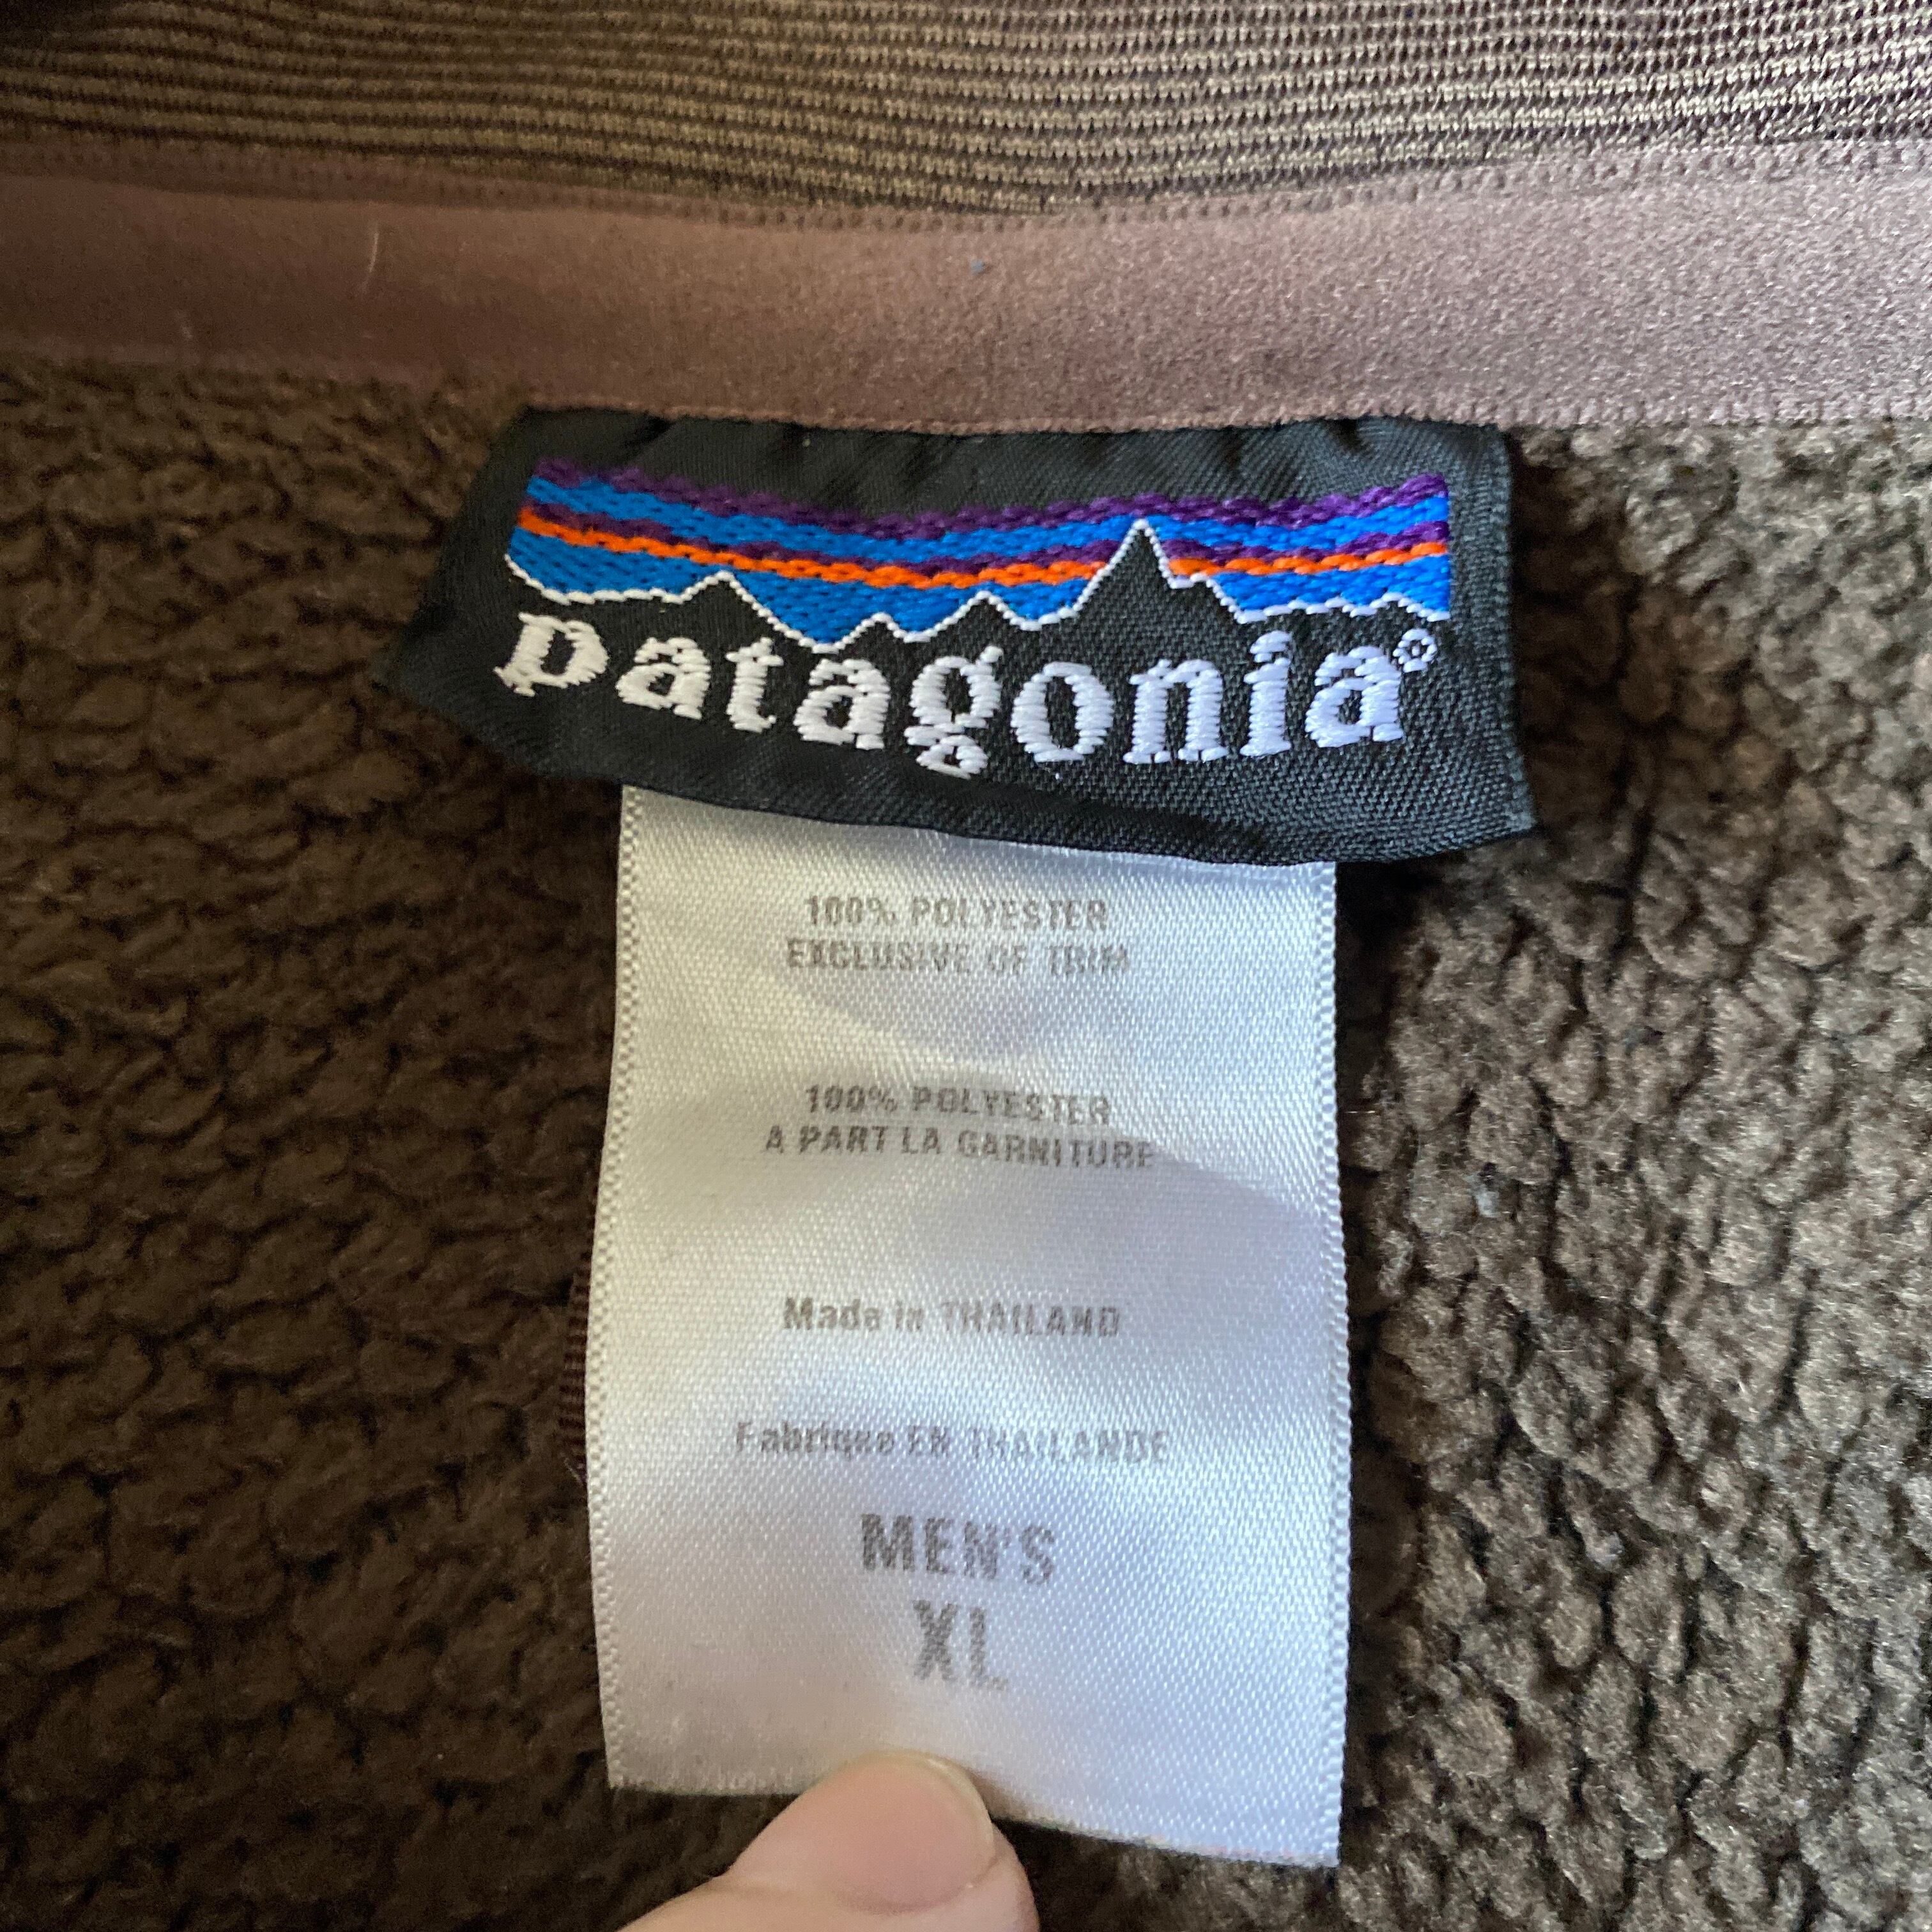 patagonia®
100% POLYESTER
EXCLUSIVE OF TRIM
100% POLYESTER
A PART LA GARNITURE
Made in THAILAND
Fabrique EN THAILANDE
MEN'S
XL